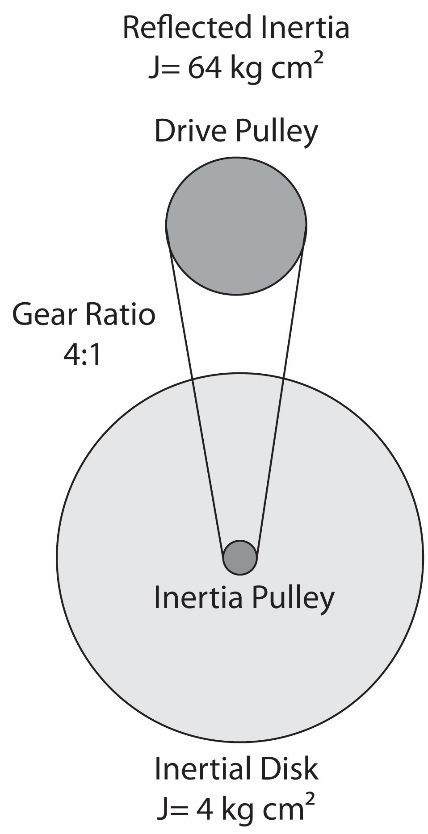 Reflected Inertia
J= 64 kg cm²
Drive Pulley
Gear Ratio
4:1
Inertia Pulley
Inertial Disk
J= 4 kg cm²